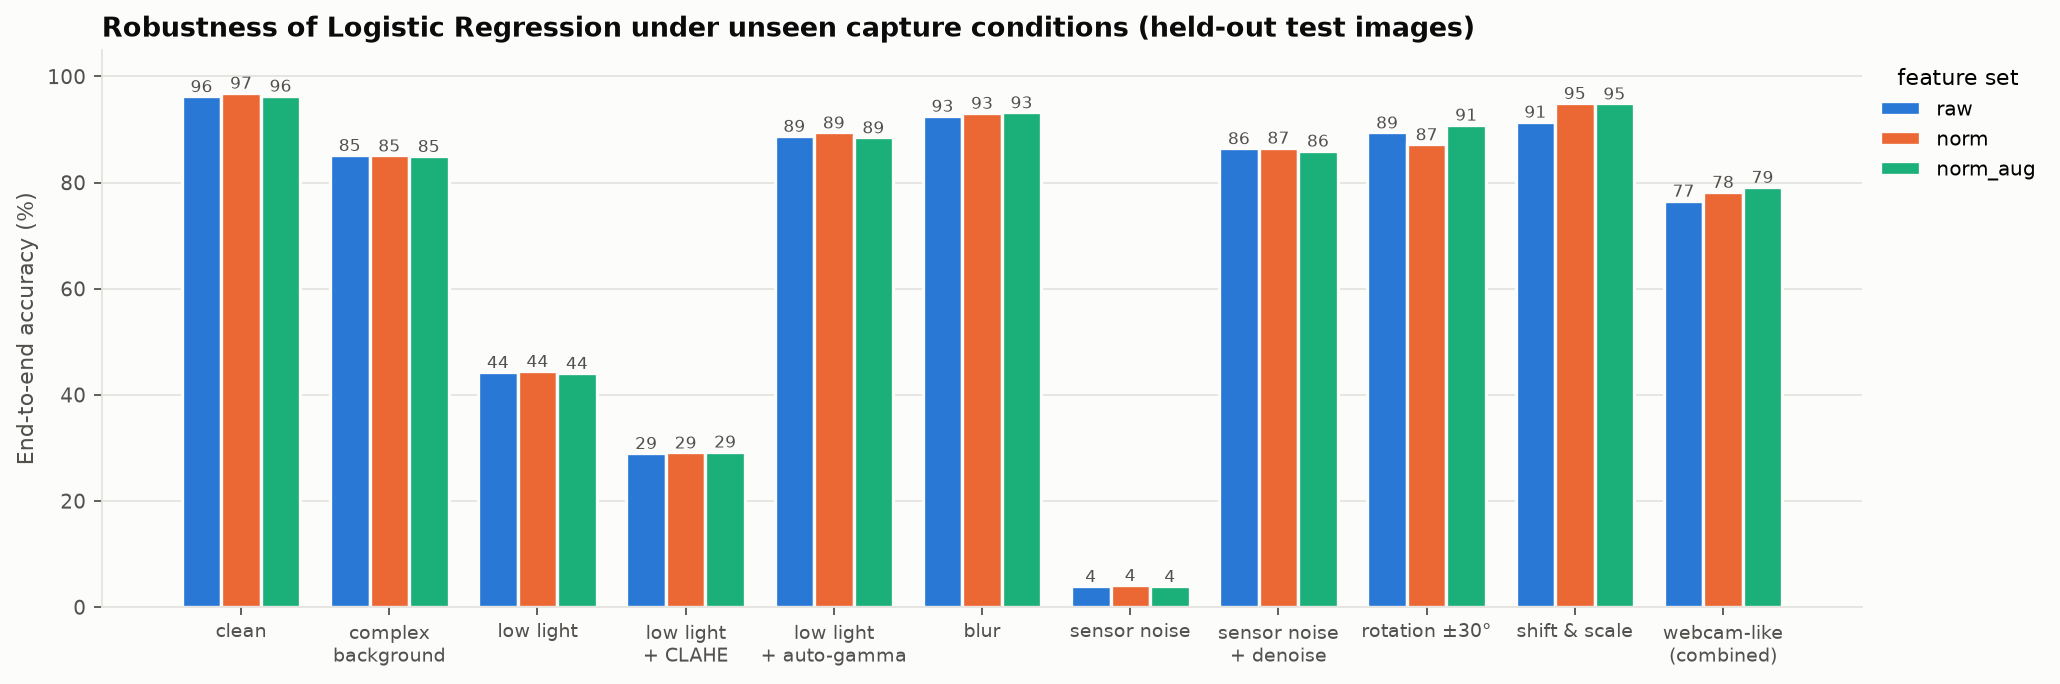 Robustness of Logistic Regression under unseen capture conditions (held-out test images)
End-to-end accuracy (%)
100
80
60
40
20
0
96 97 96
85 85 85
44 44 44
29 29 29
89 89 89
93 93 93
4 4 4
86 87 86
89 87 91
91 95 95
77 78 79
clean
complex
background
low light
low light
+ CLAHE
low light
+ auto-gamma
blur
sensor noise
sensor noise
+ denoise
rotation ±30°
shift & scale
webcam-like
(combined)
feature set
raw
norm
norm_aug